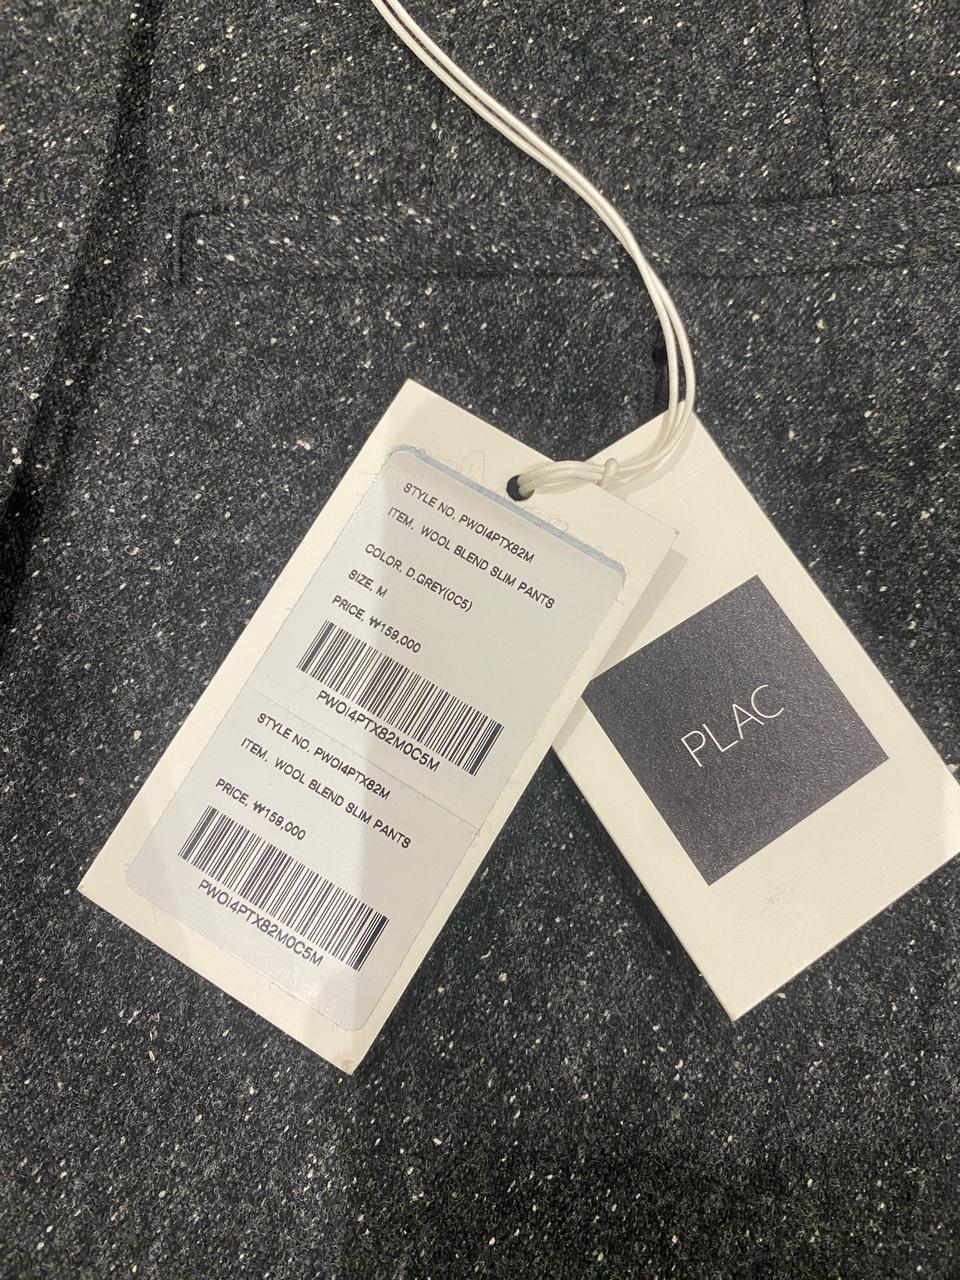 STYLE NO. PWOI4PTX82M
ITEM. WOOL BLEND SLIM PANTS
COLOR. D.GREY(0C5)
SIZE. M
PRICE. ₩159,000
PWOI4PTX82M0C5M
STYLE NO. PWOI4PTX82M
ITEM. WOOL BLEND SLIM PANTS
PRICE. ₩159,000
PWOI4PTX82M0C5M
PLAC